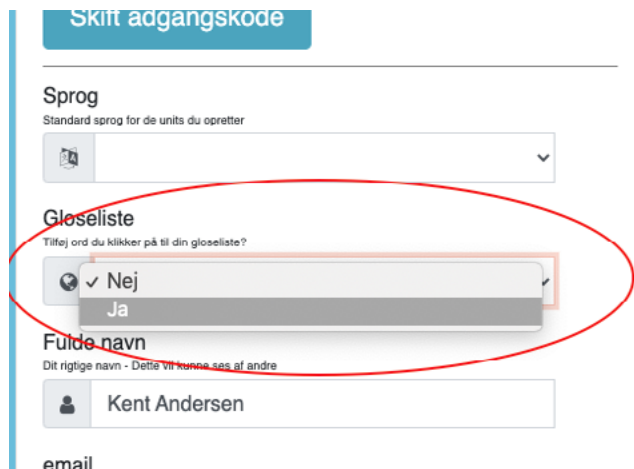 Skift adgangskode
Sprog
Standard sprog for de units du opretter
Gloseliste
Tilføj ord du klikker på til din gloseliste?
Nej
Ja
Fulde navn
Dit rigtige navn - Dette vil kunne ses af andre
Kent Andersen
email